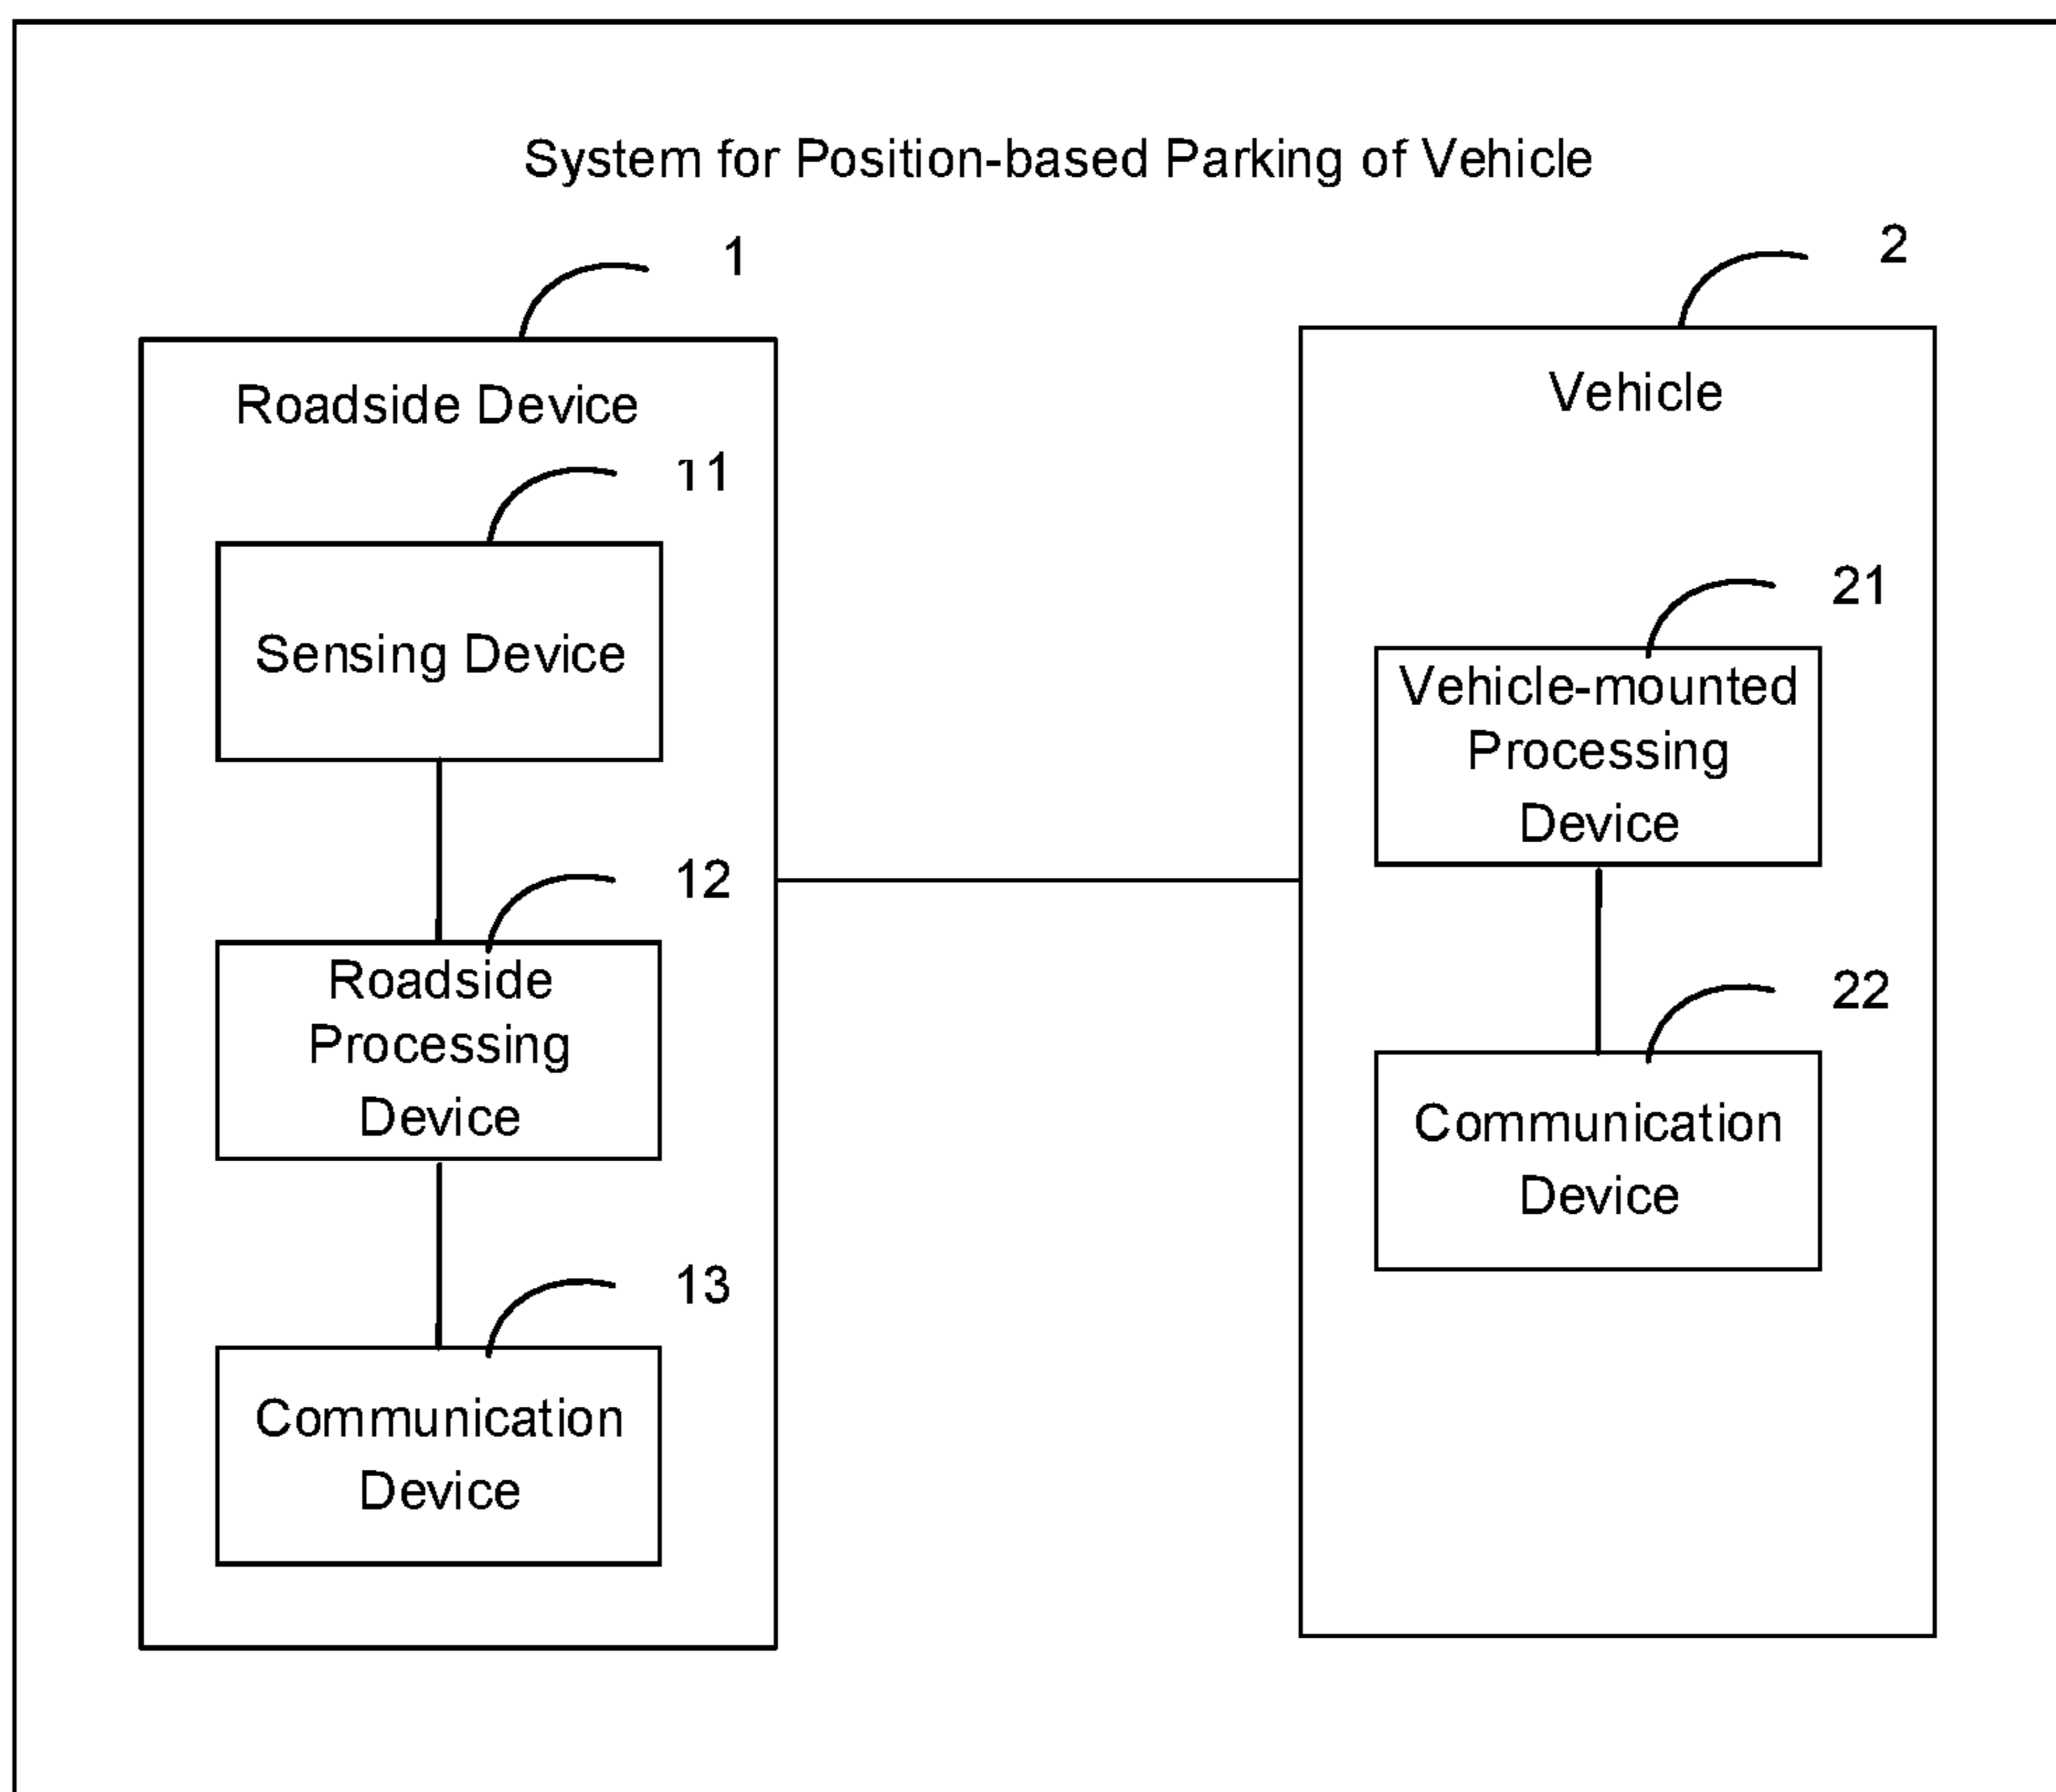 System for Position-based Parking of Vehicle
1
2
Roadside Device
Vehicle
11
Sensing Device
21
Vehicle-mounted
Processing
Device
12
Roadside
Processing
Device
22
Communication
Device
13
Communication
Device